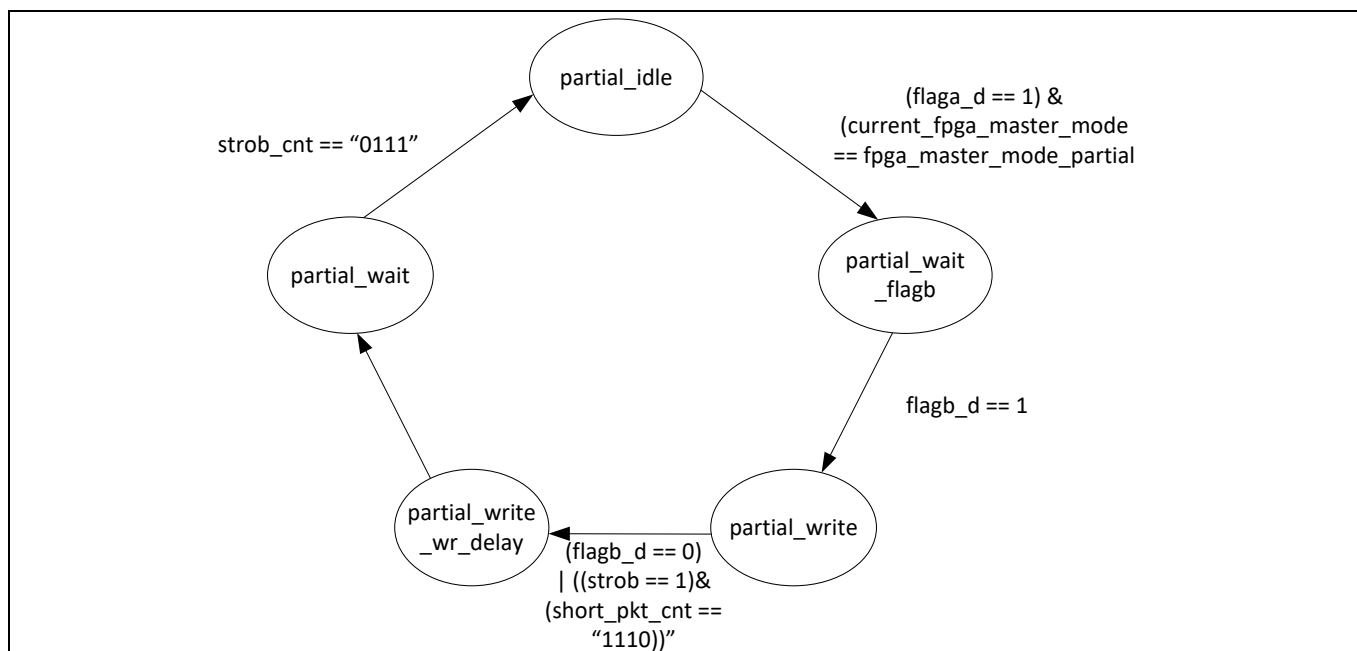 partial_idle
(flaga_d == 1) &
(current_fpga_master_mode
== fpga_master_mode_partial
strob_cnt == “0111”
partial_wait
partial_wait
_flagb
flagb_d == 1
partial_write
_wr_delay
partial_write
(flagb_d == 0)
| ((strob == 1)&
(short_pkt_cnt ==
“1110))”